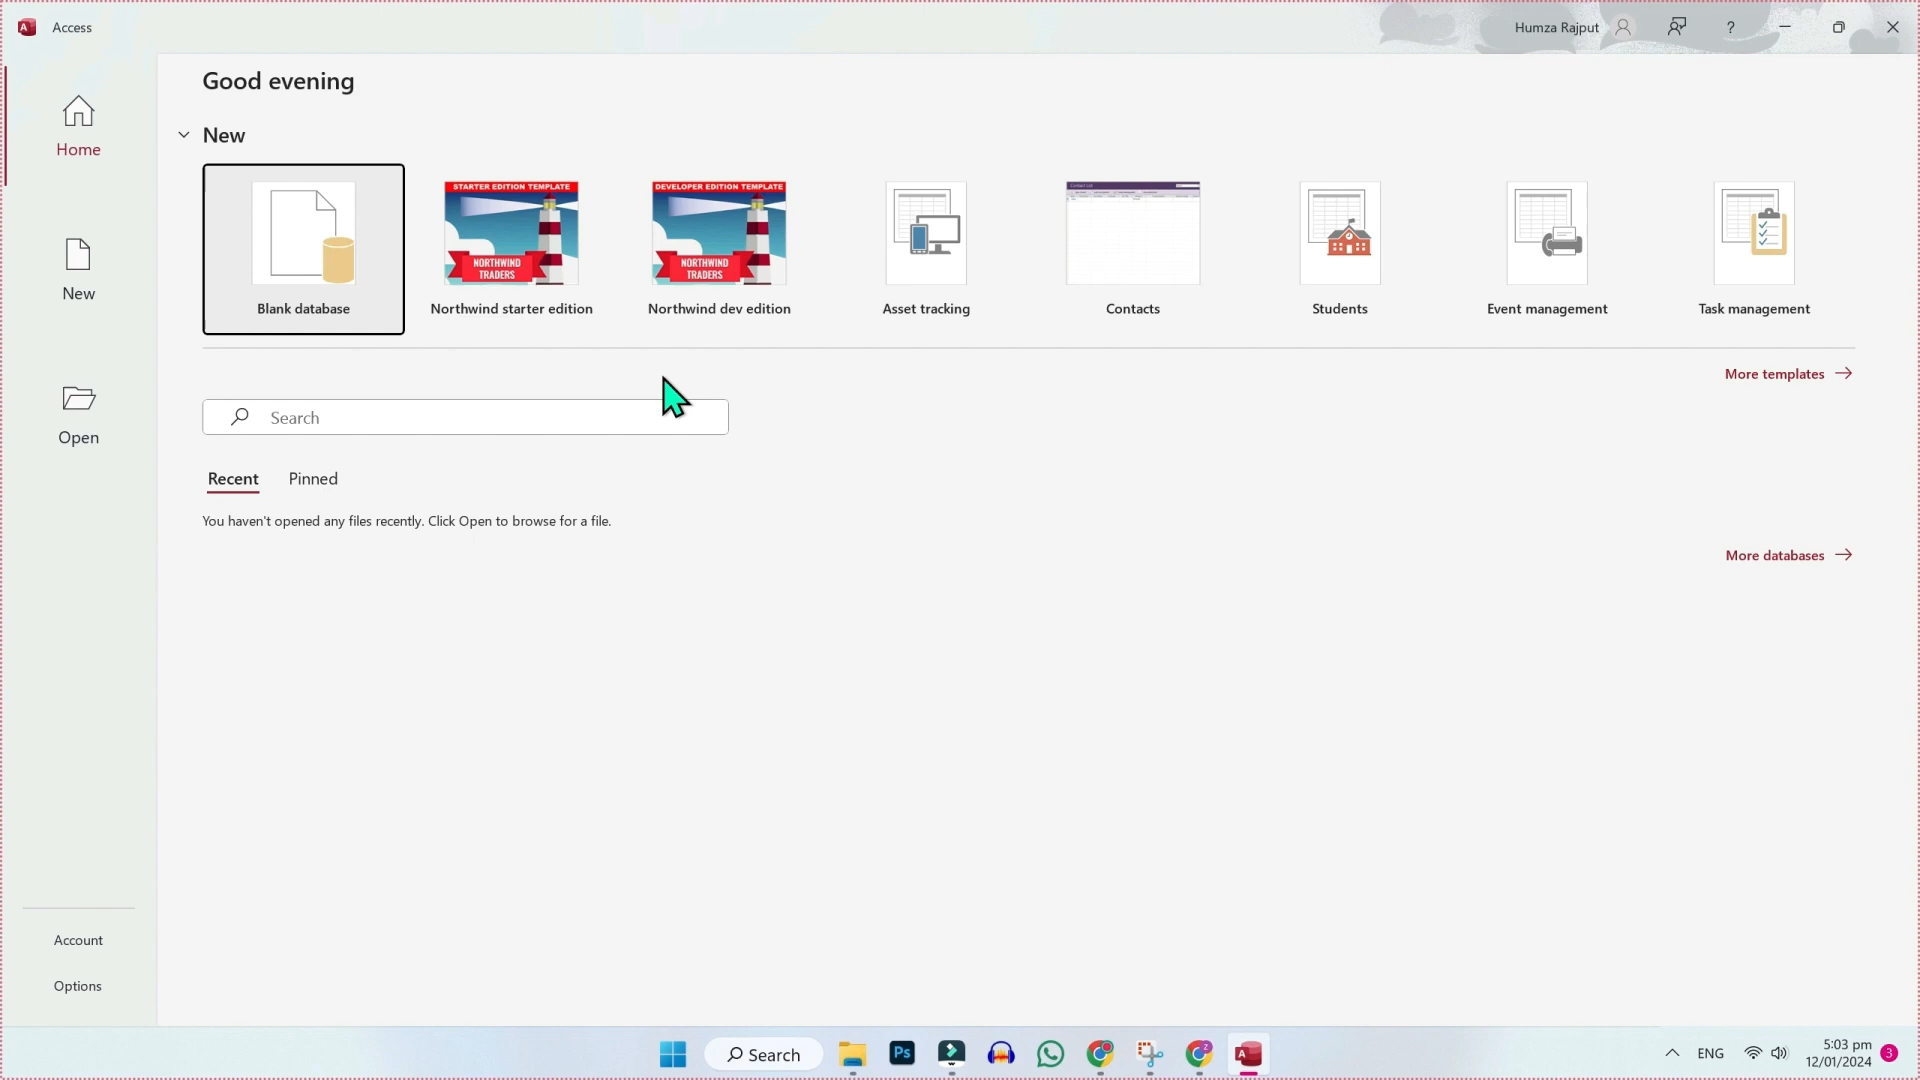 Access
Humza Rajput
?
Good evening
Home
New
STARTER EDITION TEMPLATE
NORTHWIND
TRADERS
DEVELOPER EDITION TEMPLATE
NORTHWIND
TRADERS
Blank database
Northwind starter edition
Northwind dev edition
Asset tracking
Contacts
Students
Event management
Task management
New
More templates
Search
Open
Recent
Pinned
You haven't opened any files recently. Click Open to browse for a file.
More databases
Account
Options
Search
Ps
Z
A
ENG
5:03 pm
12/01/2024
3